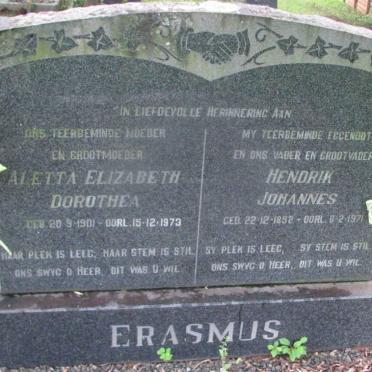 IN LIEFDEVOLLE HERINNERING AAN
ONS TEERBEMINDE MOEDER
EN GROOTMOEDER
ALETTA ELIZABETH
DOROTHEA
GEB. 20-9-1901 - OORL. 15-12-1973
HAAR PLEK IS LEEG, HAAR STEM IS STIL
ONS SWYG O HEER, DIT WAS U WIL.
MY TEERBEMINDE EGGENOOT
EN ONS VADER EN GROOTVADER
HENDRIK
JOHANNES
GEB. 22-12-1892 - OORL. 6-2-1971
SY PLEK IS LEEG, SY STEM IS STIL
ONS SWYG O HEER, DIT WAS U WIL.
ERASMUS